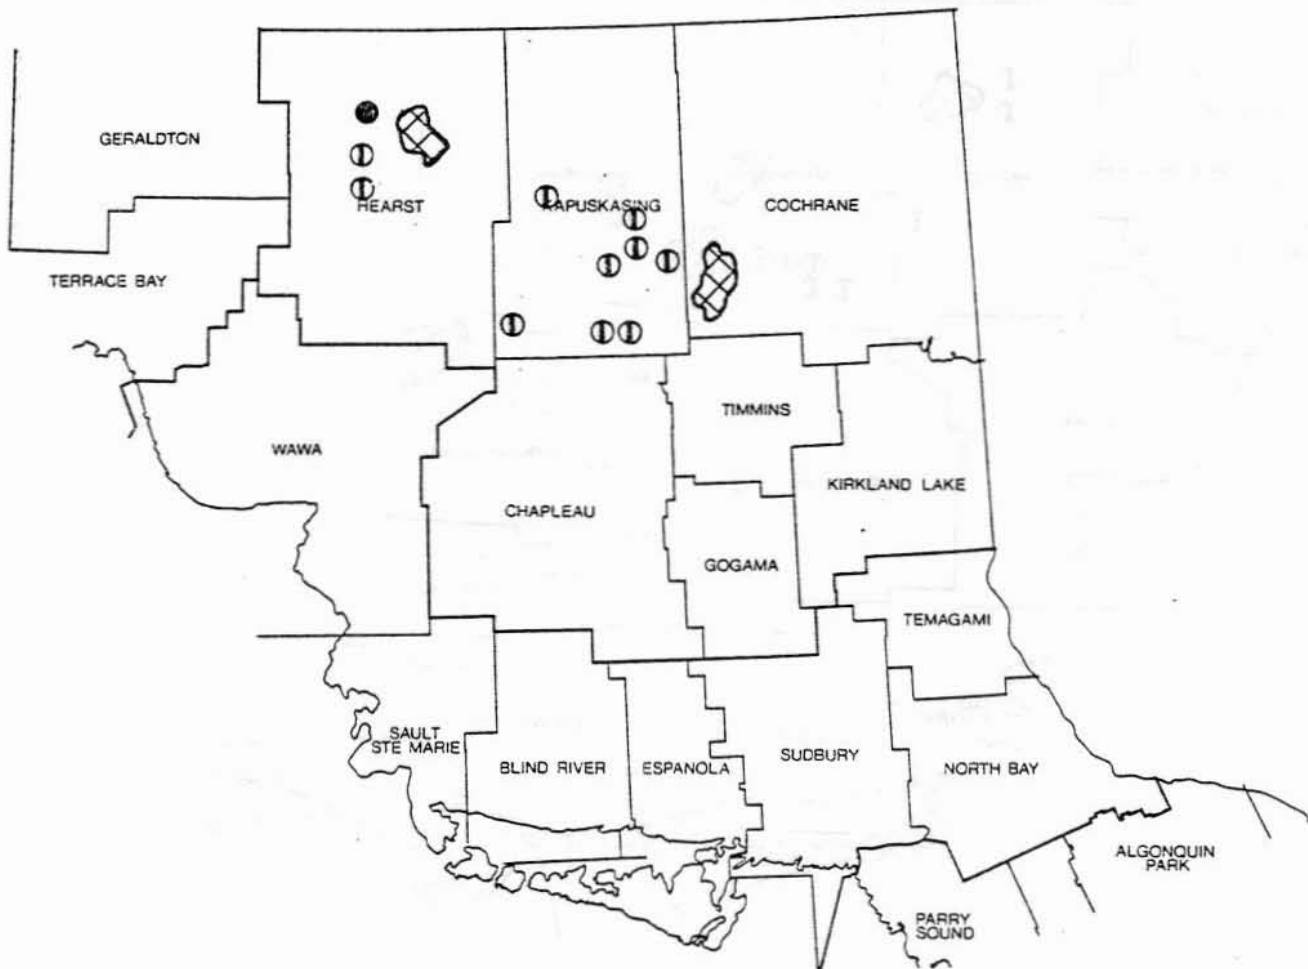 GERALDTON
HEARST
KAPUSKASING
COCHRANE
TERRACE BAY
TIMMINS
WAWA
KIRKLAND LAKE
CHAPLEAU
GOGAMA
TEMAGAMI
SAULT
STE MARIE
BLIND RIVER
ESPANOLA
SUDBURY
NORTH BAY
ALGONQUIN
PARK
PARRY
SOUND